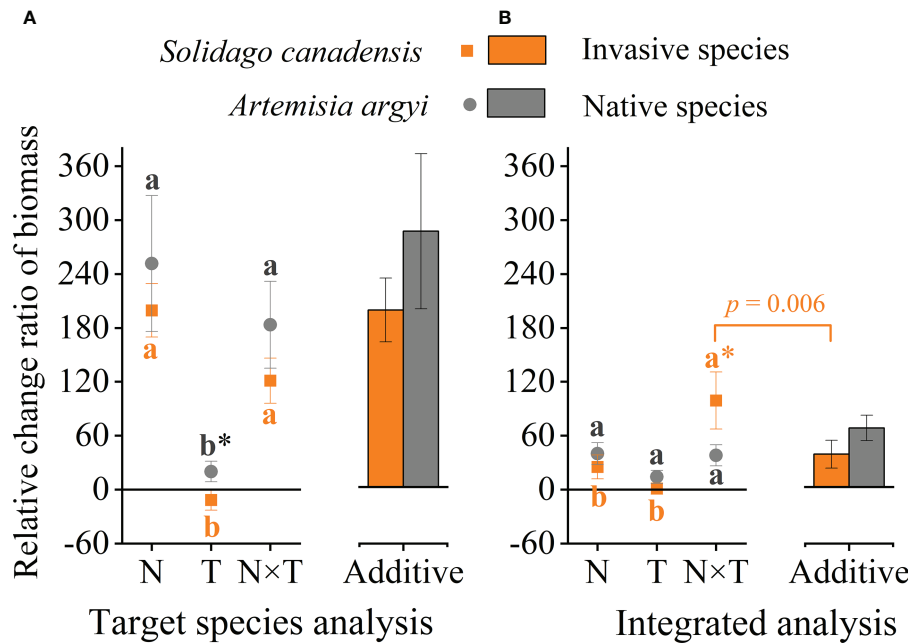 A B
Solidago canadensis Invasive species
Artemisia argyi Native species
Relative change ratio of biomass
360
300
240
180
120
60
0
-60
a
a
b*
b
a
a
N T N×T Additive
Target species analysis
360
300
240
180
120
60
0
-60
p = 0.006
a
b
a
b
a*
a
N T N×T Additive
Integrated analysis